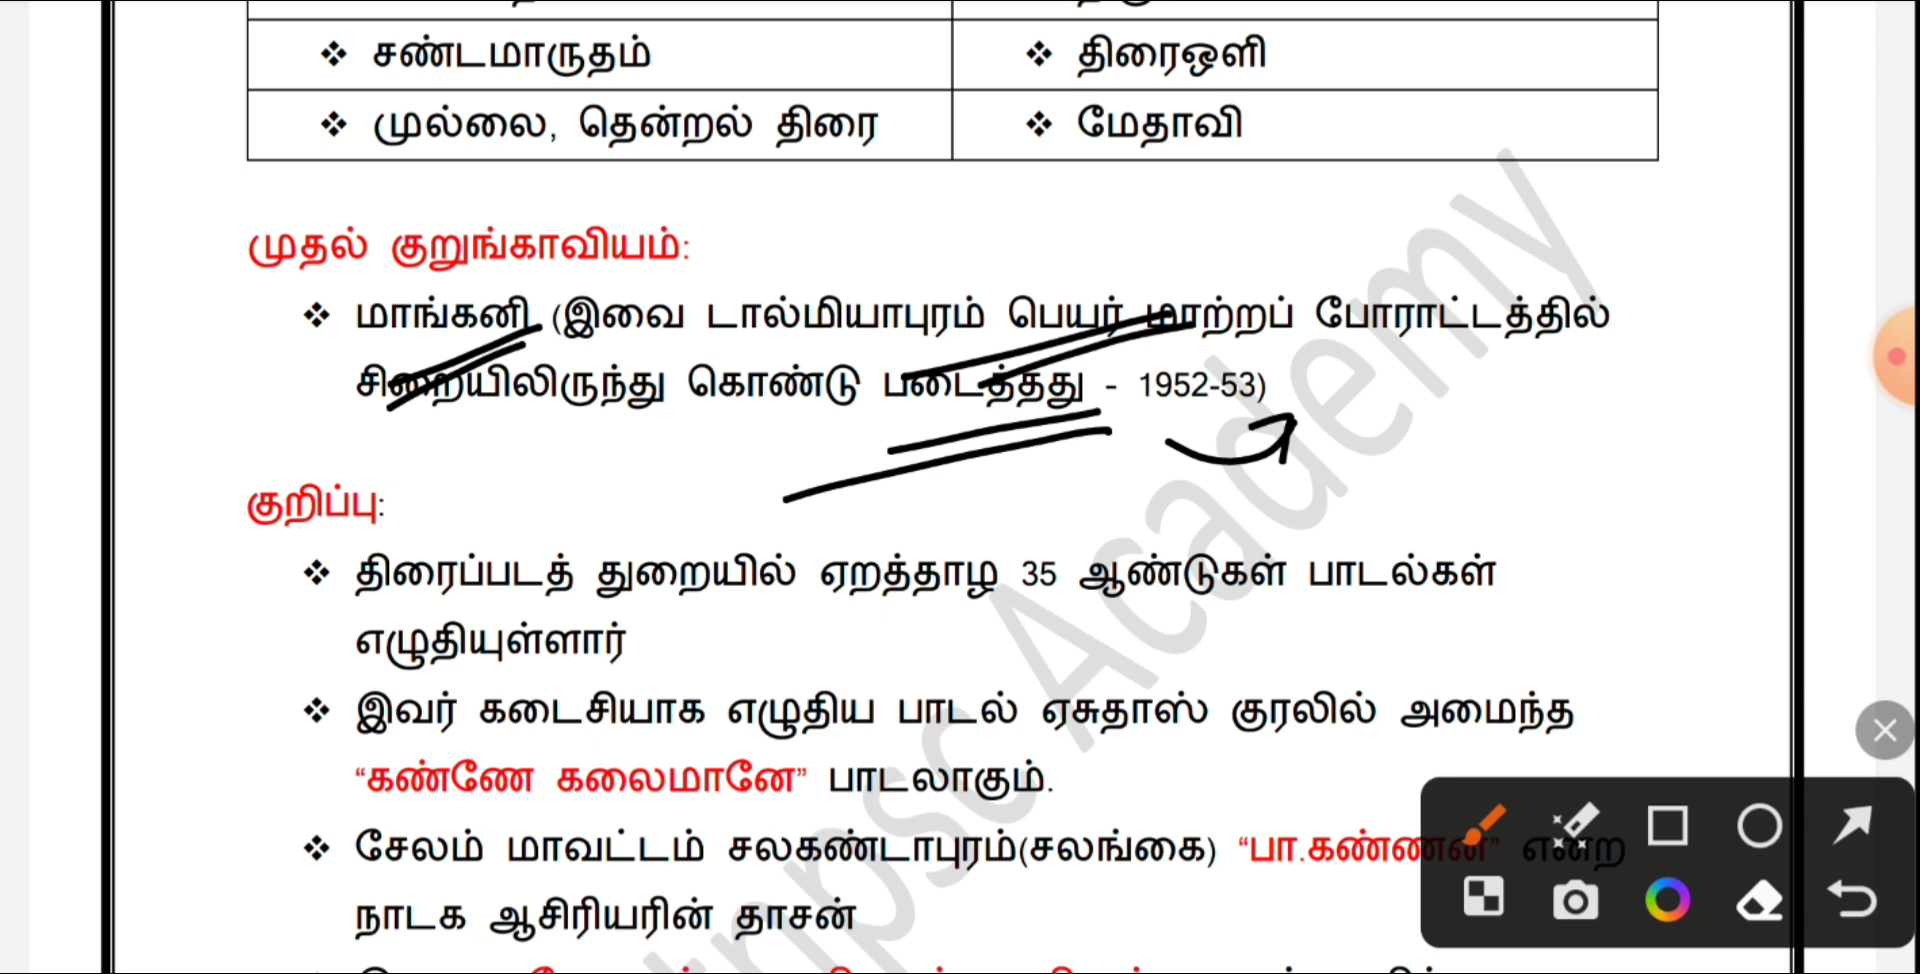 ❖ சண்டமாருதம் ❖ திரைஒளி
❖ முல்லை, தென்றல் திரை ❖ மேதாவி
முதல் குறுங்காவியம்:
❖ மாங்கனி (இவை டால்மியாபுரம் பெயர் மாற்றப் போராட்டத்தில்
சிறையிலிருந்து கொண்டு படைத்தது - 1952-53)
குறிப்பு:
❖ திரைப்படத் துறையில் ஏறத்தாழ 35 ஆண்டுகள் பாடல்கள்
எழுதியுள்ளார்
❖ இவர் கடைசியாக எழுதிய பாடல் ஏசுதாஸ் குரலில் அமைந்த
“கண்ணே கலைமானே” பாடலாகும்.
❖ சேலம் மாவட்டம் சலகண்டாபுரம்(சலங்கை) “பா.கண்ணன்” என்ற
நாடக ஆசிரியரின் தாசன்
tnpsc Academy